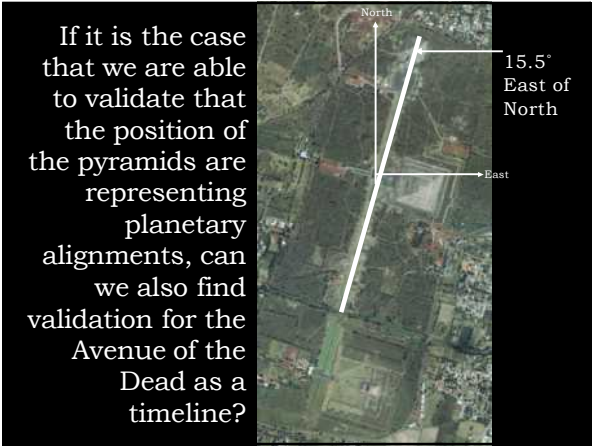 If it is the case
that we are able
to validate that
the position of
the pyramids are
representing
planetary
alignments, can
we also find
validation for the
Avenue of the
Dead as a
timeline?
North
15.5°
East of
North
East